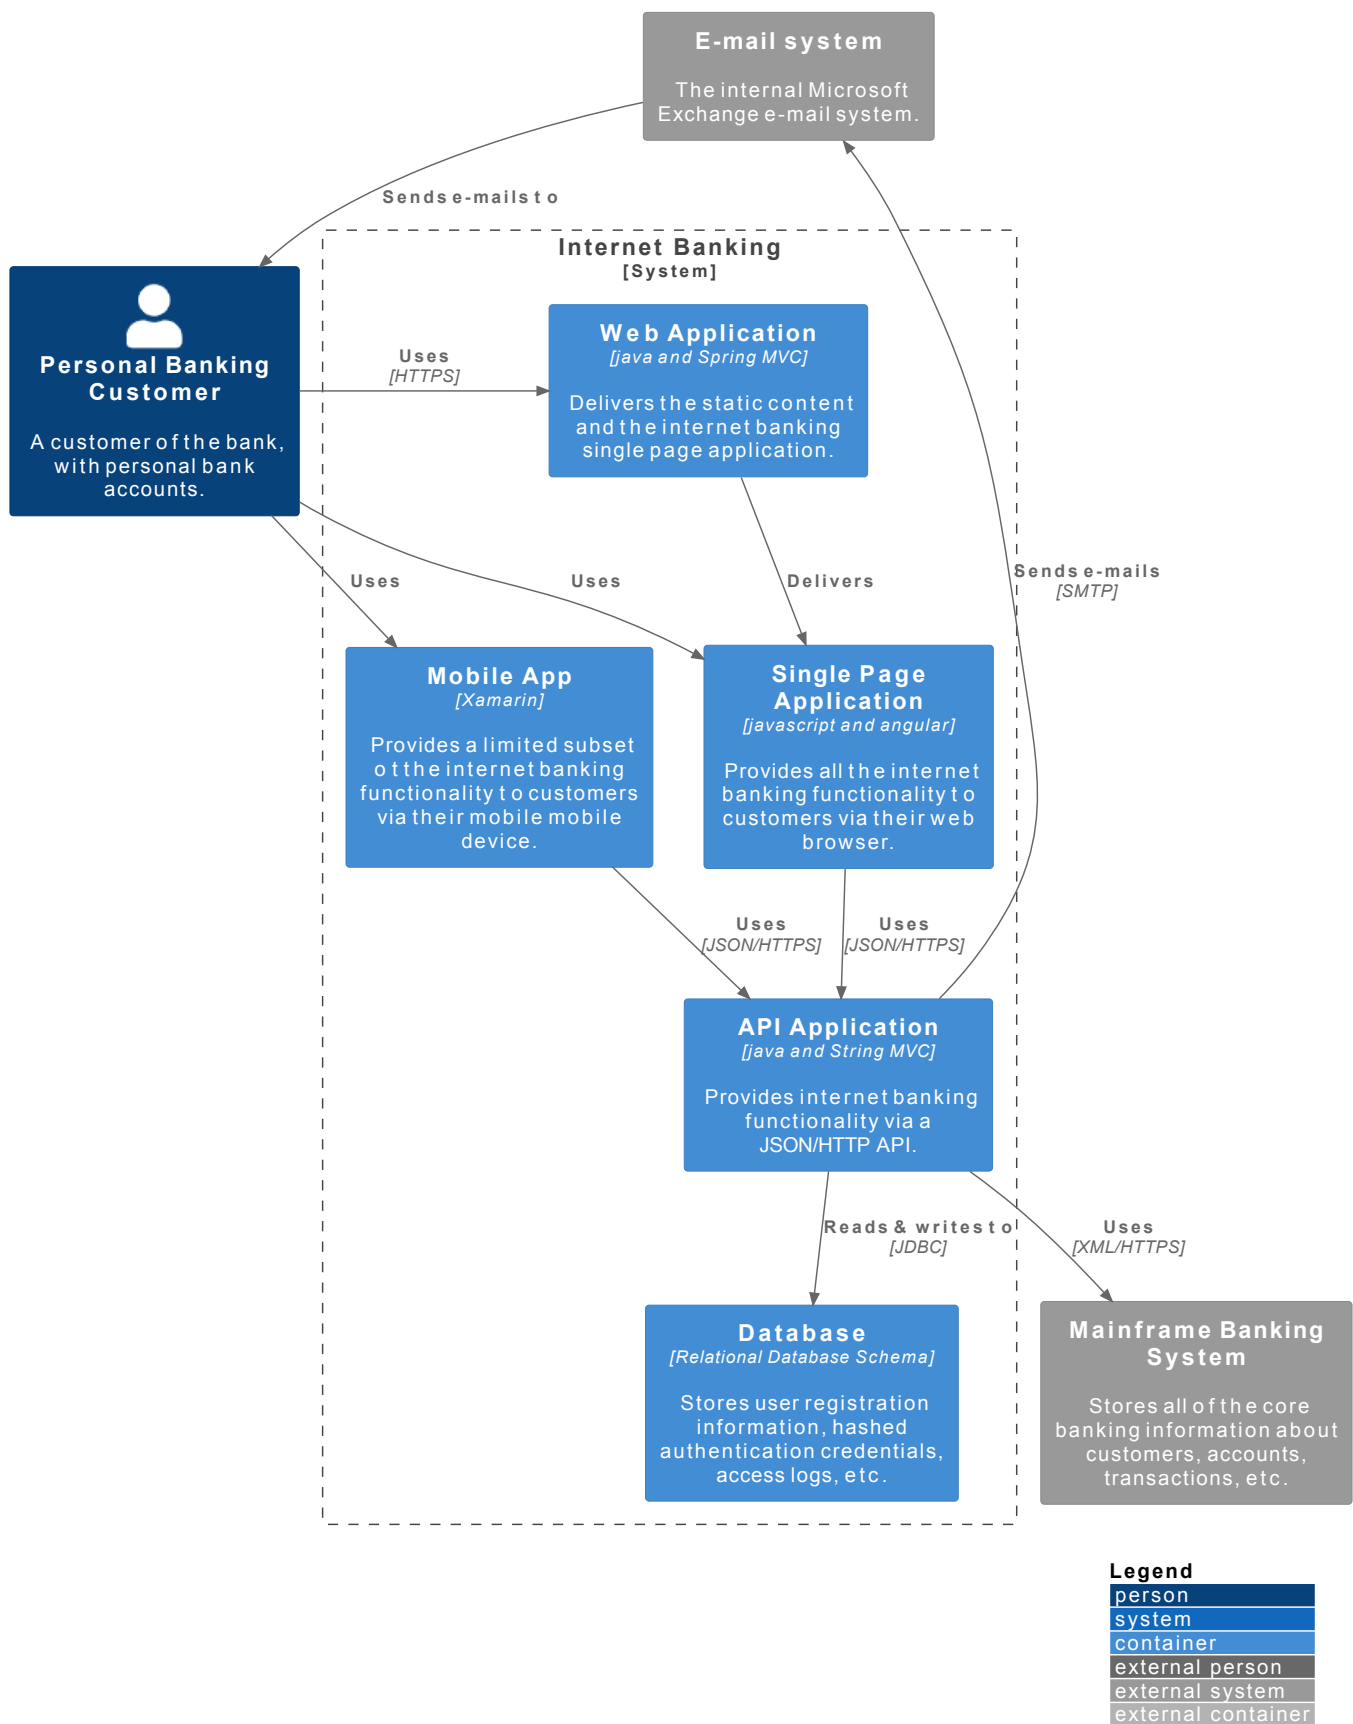 E-mail system
The internal Microsoft
Exchange e-mail system.
Sends e-mails to
Internet Banking
[System]
Personal Banking
Customer
A customer of the bank,
with personal bank
accounts.
Uses
[HTTPS]
Web Application
[java and Spring MVC]
Delivers the static content
and the internet banking
single page application.
Uses
Uses
Delivers
Sends e-mails
[SMTP]
Mobile App
[Xamarin]
Provides a limited subset
ot the internet banking
functionality to customers
via their mobile mobile
device.
Single Page
Application
[javascript and angular]
Provides all the internet
banking functionality to
customers via their web
browser.
Uses
[JSON/HTTPS]
Uses
[JSON/HTTPS]
API Application
[java and String MVC]
Provides internet banking
functionality via a
JSON/HTTP API.
Reads & writes to
[JDBC]
Uses
[XML/HTTPS]
Database
[Relational Database Schema]
Stores user registration
information, hashed
authentication credentials,
access logs, etc.
Mainframe Banking
System
Stores all of the core
banking information about
customers, accounts,
transactions, etc.
Legend
person
system
container
external person
external system
external container